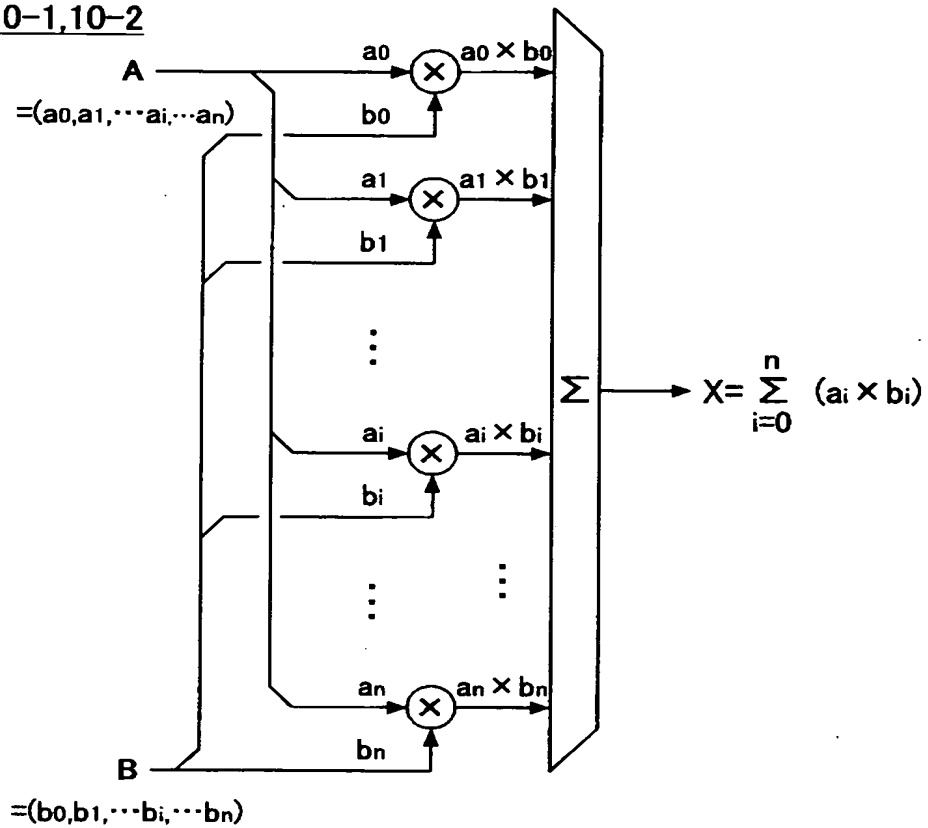 0-1,10-2
A
=(a0,a1,···ai,···an)
a0
a0 × b0
×
b0
a1
a1 × b1
×
b1
⋮
ai
ai × bi
×
bi
Σ
X= n Σ i=0 (ai × bi)
⋮
⋮
an
an × bn
×
bn
B
=(b0,b1,···bi,···bn)